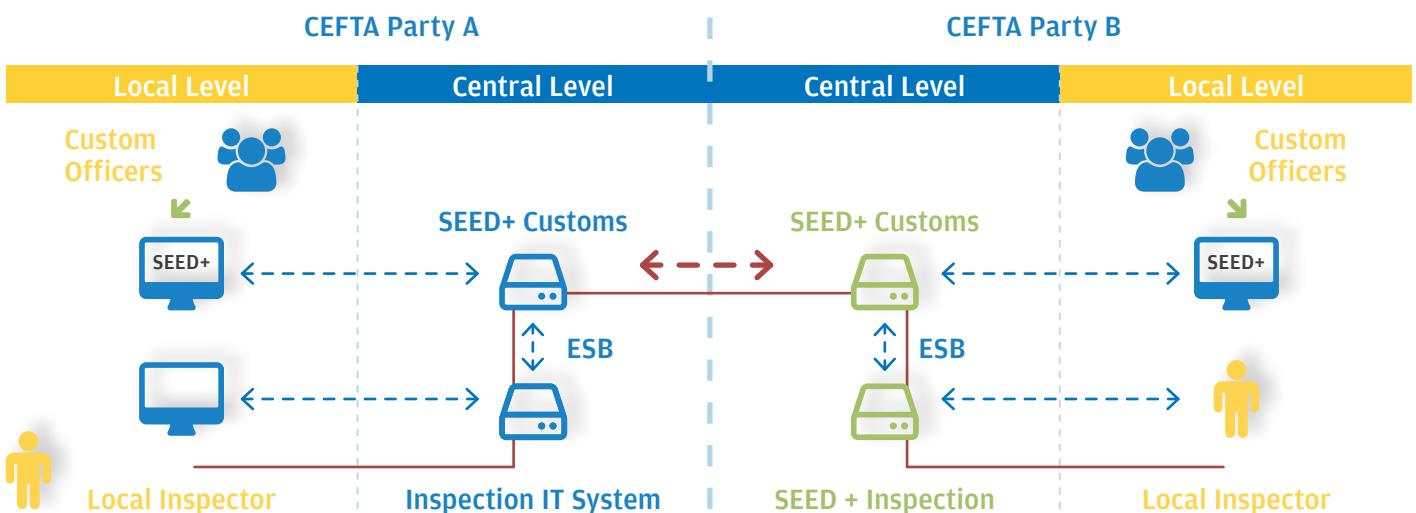 CEFTA Party A
CEFTA Party B
Local Level
Central Level
Central Level
Local Level
Custom
Officers
Custom
Officers
SEED+ Customs
SEED+ Customs
SEED+
SEED+
ESB
ESB
Local Inspector
Inspection IT System
SEED + Inspection
Local Inspector